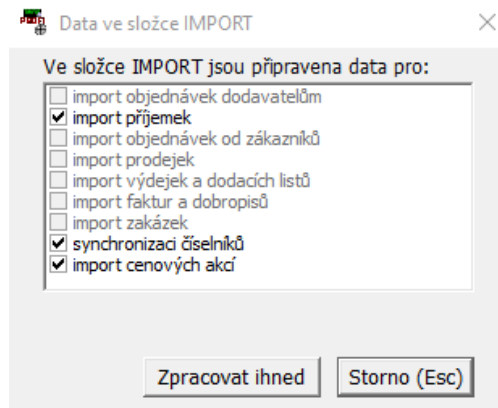 Data ve složce IMPORT
Ve složce IMPORT jsou připravena data pro:
import objednávek dodavatelům
import příjemek
import objednávek od zákazníků
import prodejek
import výdejek a dodacích listů
import faktur a dobropisů
import zakázek
synchronizaci číselníků
import cenových akcí
Zpracovat ihned
Storno (Esc)